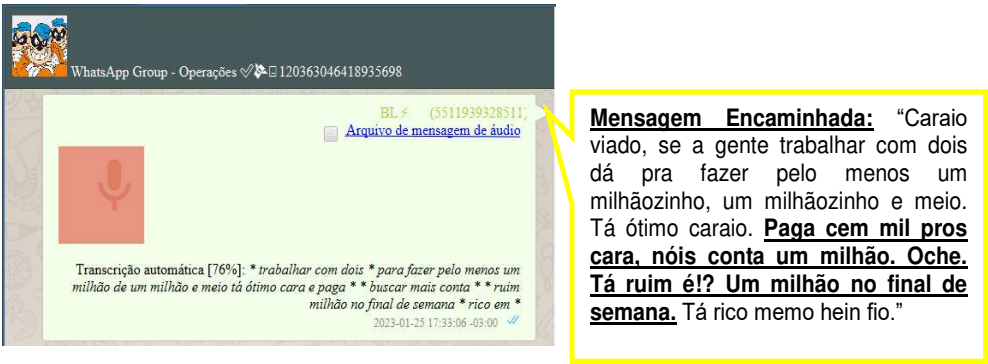 WhatsApp Group - Operações 120363046418935698
BL⚡ (5511939328511)
Arquivo de mensagem de áudio
Transcrição automática [76%]: * trabalhar com dois * para fazer pelo menos um
milhão de um milhão e meio tá ótimo cara e paga * * buscar mais conta * * ruim
milhão no final de semana * rico em *
2023-01-25 17:33:06 -03:00
Mensagem Encaminhada: “Caraio
viado, se a gente trabalhar com dois
dá pra fazer pelo menos um
milhãozinho, um milhãozinho e meio.
Tá ótimo caraio. Paga cem mil pros
cara, nóis conta um milhão. Oche.
Tá ruim é!? Um milhão no final de
semana. Tá rico memo hein fio.”